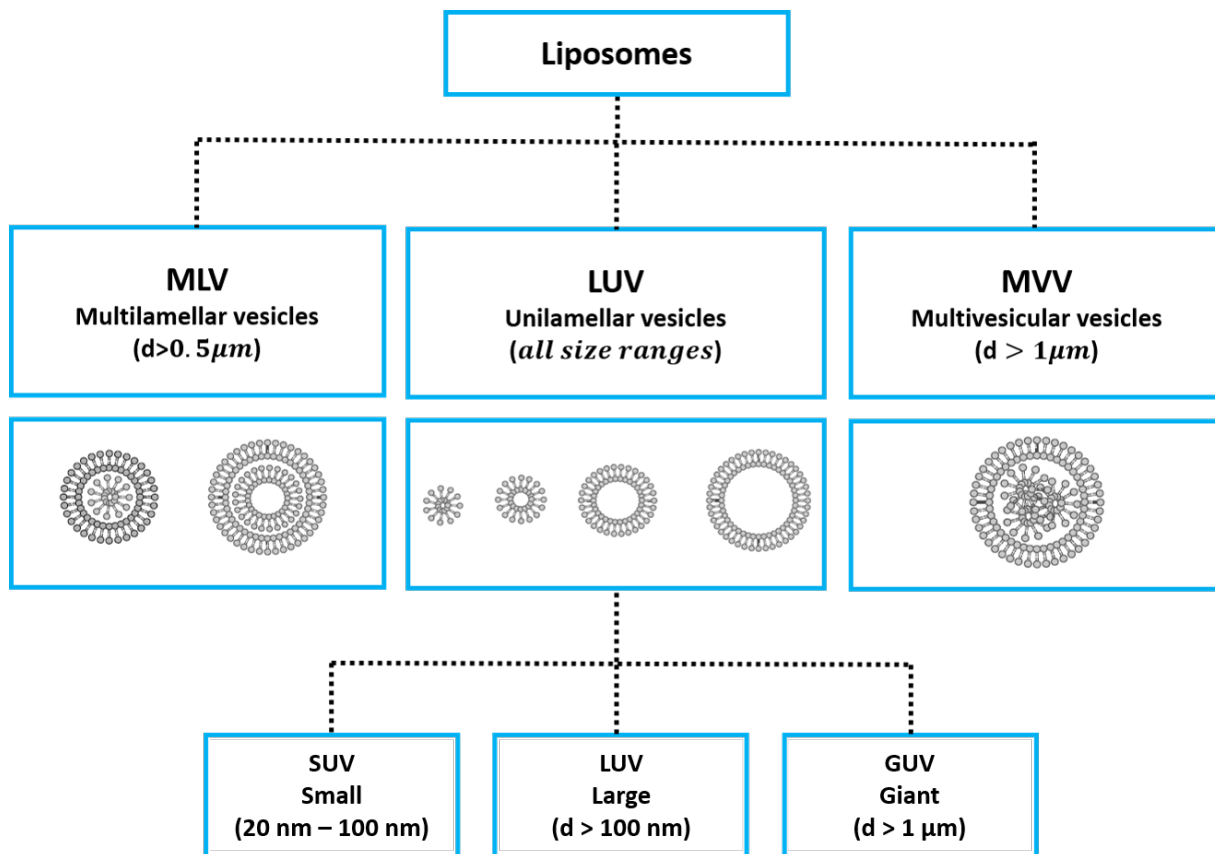 Liposomes
MLV
Multilamellar vesicles
(d>0.5μm)
LUV
Unilamellar vesicles
(all size ranges)
MVV
Multivesicular vesicles
(d > 1μm)
SUV
Small
(20 nm – 100 nm)
LUV
Large
(d > 100 nm)
GUV
Giant
(d > 1 μm)